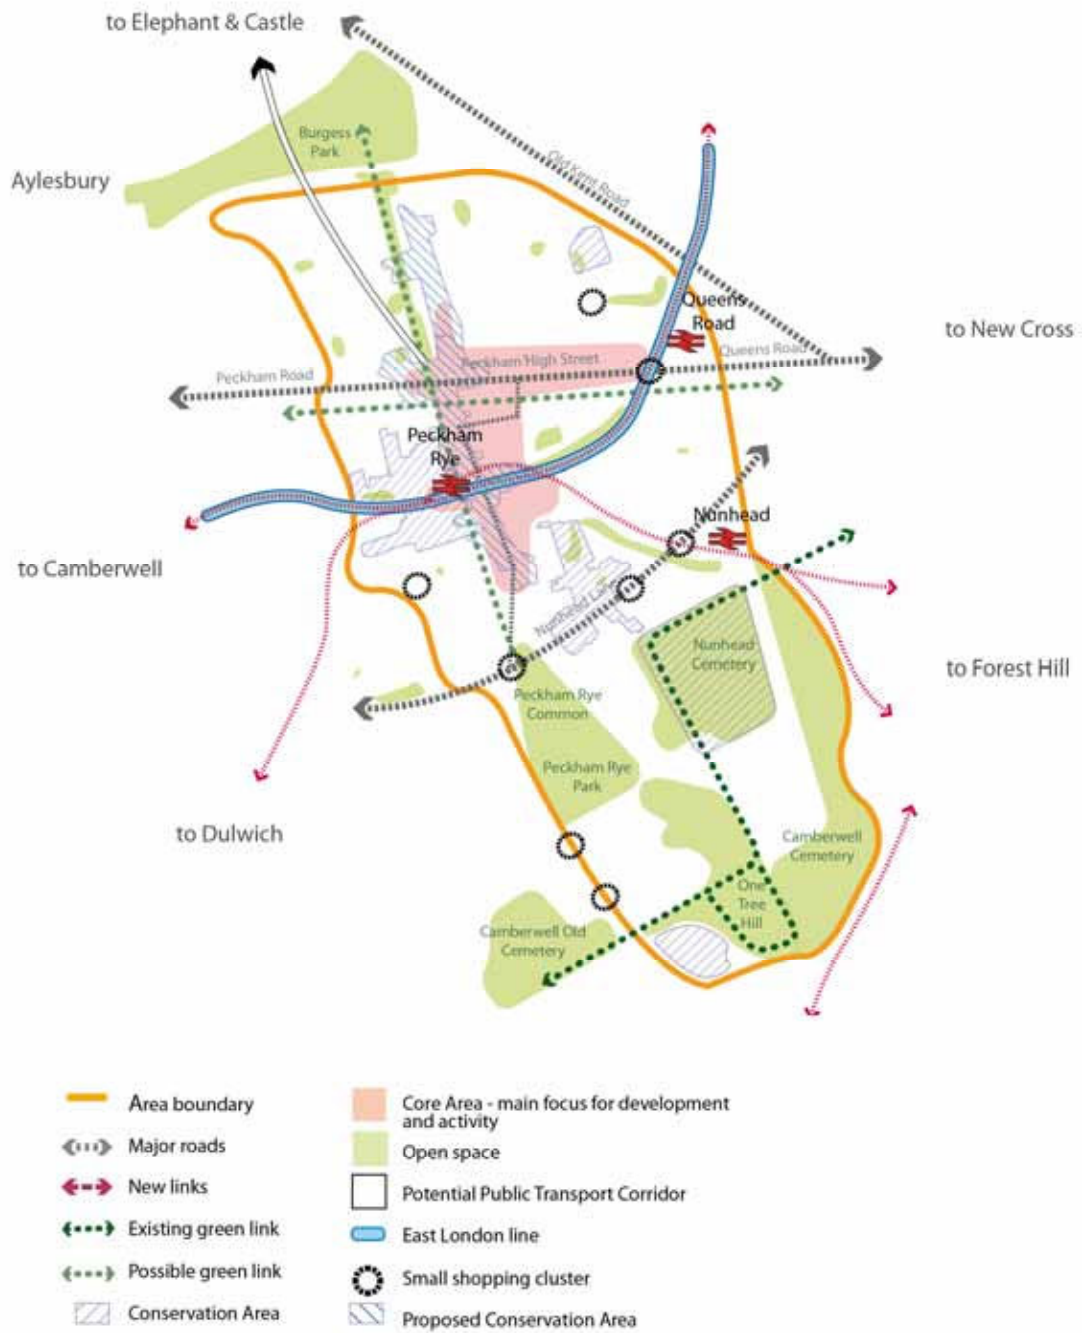 to Elephant & Castle
Burgess
Park
Aylesbury
Old Kent Road
Queens
Road
to New Cross
Peckham High Street
Queens Road
Peckham Road
Peckham
Rye
Nunhead
to Camberwell
Nunhead Lane
Nunhead
Cemetery
to Forest Hill
Peckham Rye
Common
Peckham Rye
Park
to Dulwich
Camberwell
Cemetery
One
Tree
Hill
Camberwell Old
Cemetery
Area boundary
Major roads
New links
Existing green link
Possible green link
Conservation Area
Core Area - main focus for development
and activity
Open space
Potential Public Transport Corridor
East London line
Small shopping cluster
Proposed Conservation Area